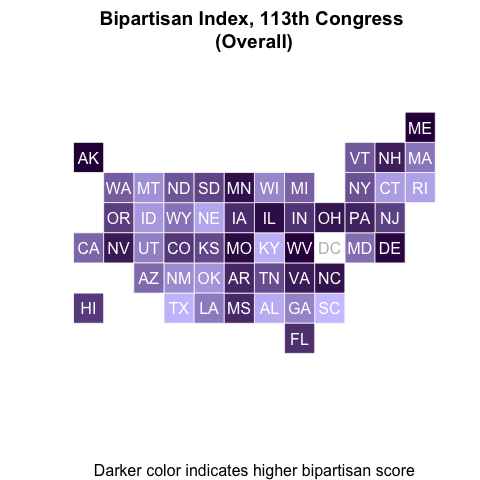 Bipartisan Index, 113th Congress
(Overall)
ME
AK VT NH MA
WA MT ND SD MN WI MI NY CT RI
OR ID WY NE IA IL IN OH PA NJ
CA NV UT CO KS MO KY WV DC MD DE
AZ NM OK AR TN VA NC
HI TX LA MS AL GA SC
FL
Darker color indicates higher bipartisan score